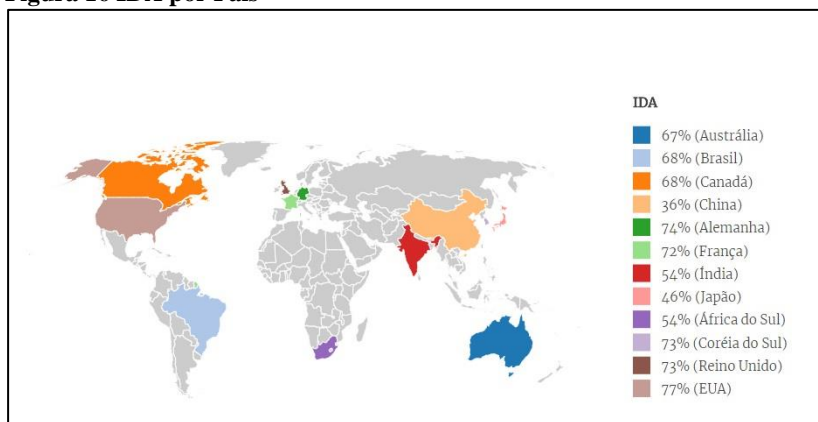 IDA
67% (Austrália)
68% (Brasil)
68% (Canadá)
36% (China)
74% (Alemanha)
72% (França)
54% (Índia)
46% (Japão)
54% (África do Sul)
73% (Coréia do Sul)
73% (Reino Unido)
77% (EUA)